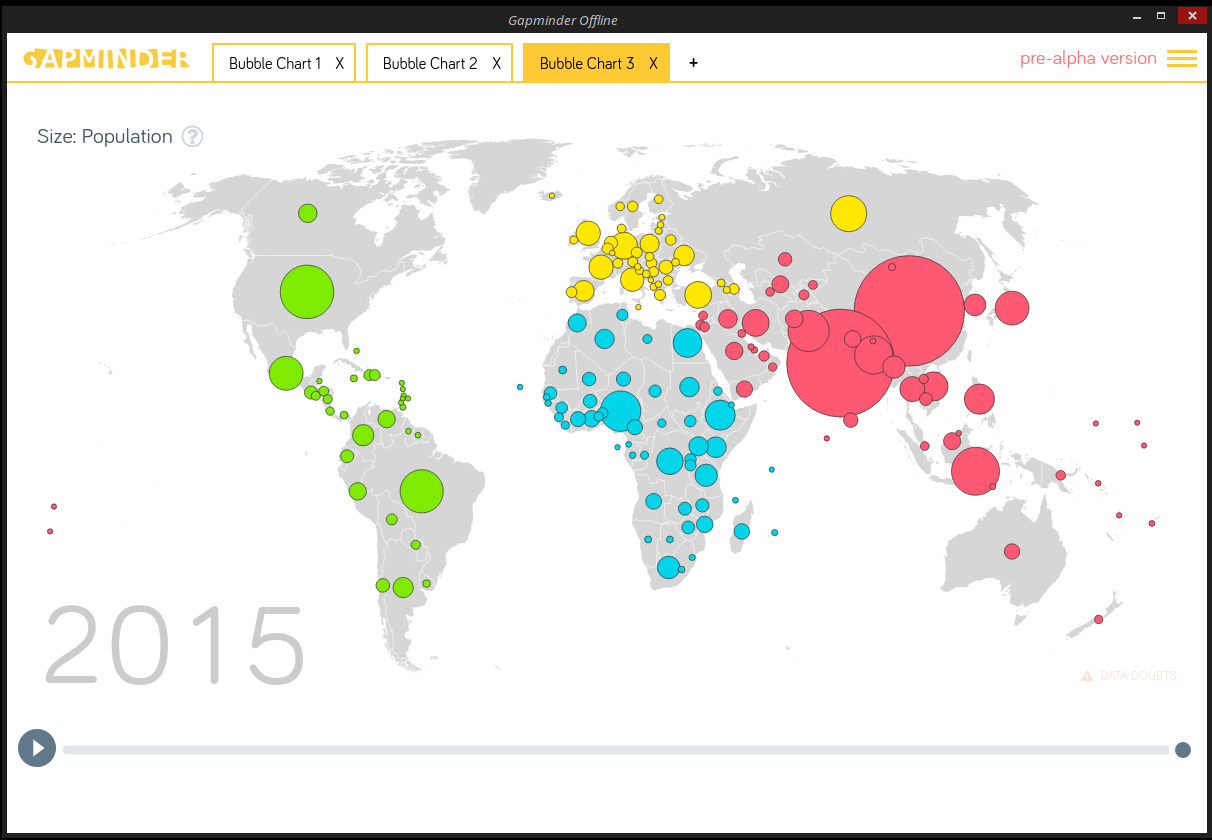 Gapminder Offline
GAPMINDER
Bubble Chart 1 X
Bubble Chart 2 X
Bubble Chart 3 X
+
pre-alpha version
Size: Population ?
2015
DATA DOUBTS